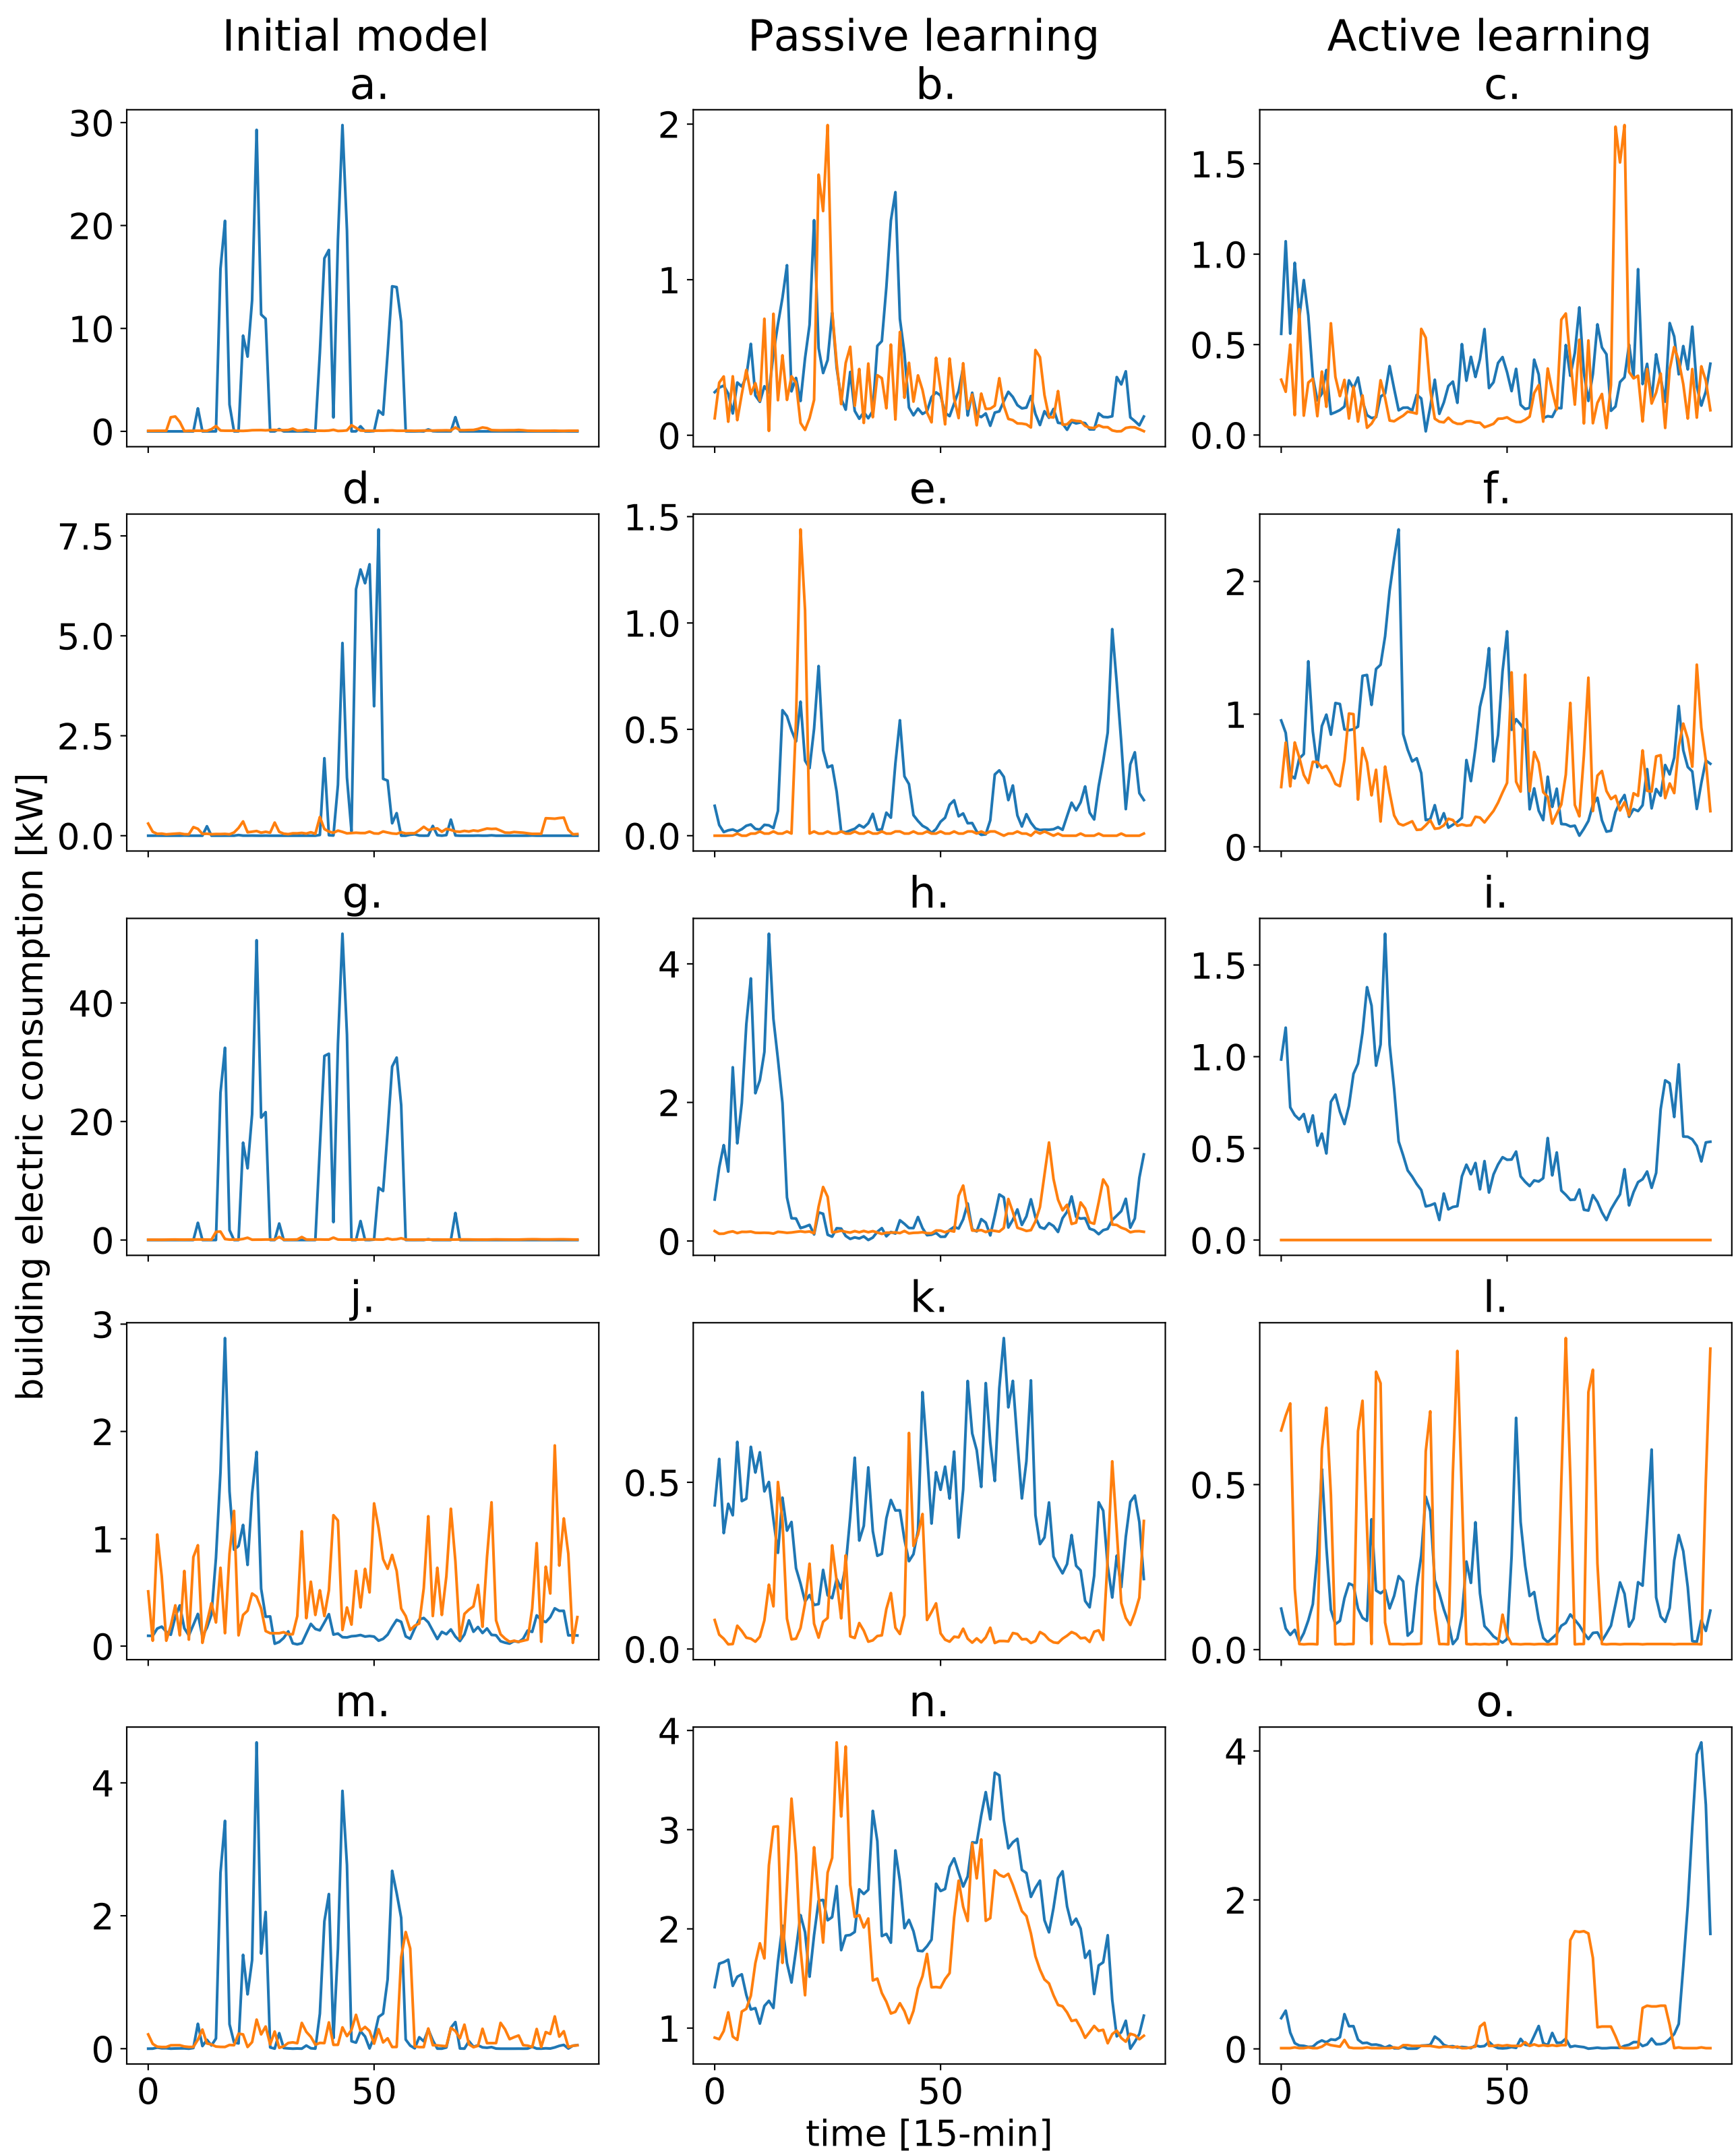 Initial model
Passive learning
Active learning
a.
b.
c.
30
20
10
0
2
1
0
1.5
1.0
0.5
0.0
d.
e.
f.
7.5
5.0
2.5
0.0
1.5
1.0
0.5
0.0
2
1
0
building electric consumption [kW]
g.
h.
i.
40
20
0
4
2
0
1.5
1.0
0.5
0.0
j.
k.
l.
3
2
1
0
0.5
0.0
0.5
0.0
m.
n.
o.
4
2
0
4
3
2
1
4
2
0
0 50
0 50
0 50
time [15-min]